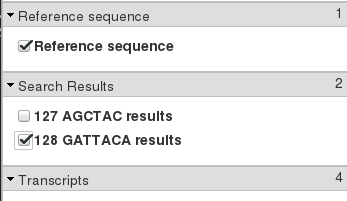 Reference sequence 1
Reference sequence
Search Results 2
127 AGCTAC results
128 GATTACA results
Transcripts 4